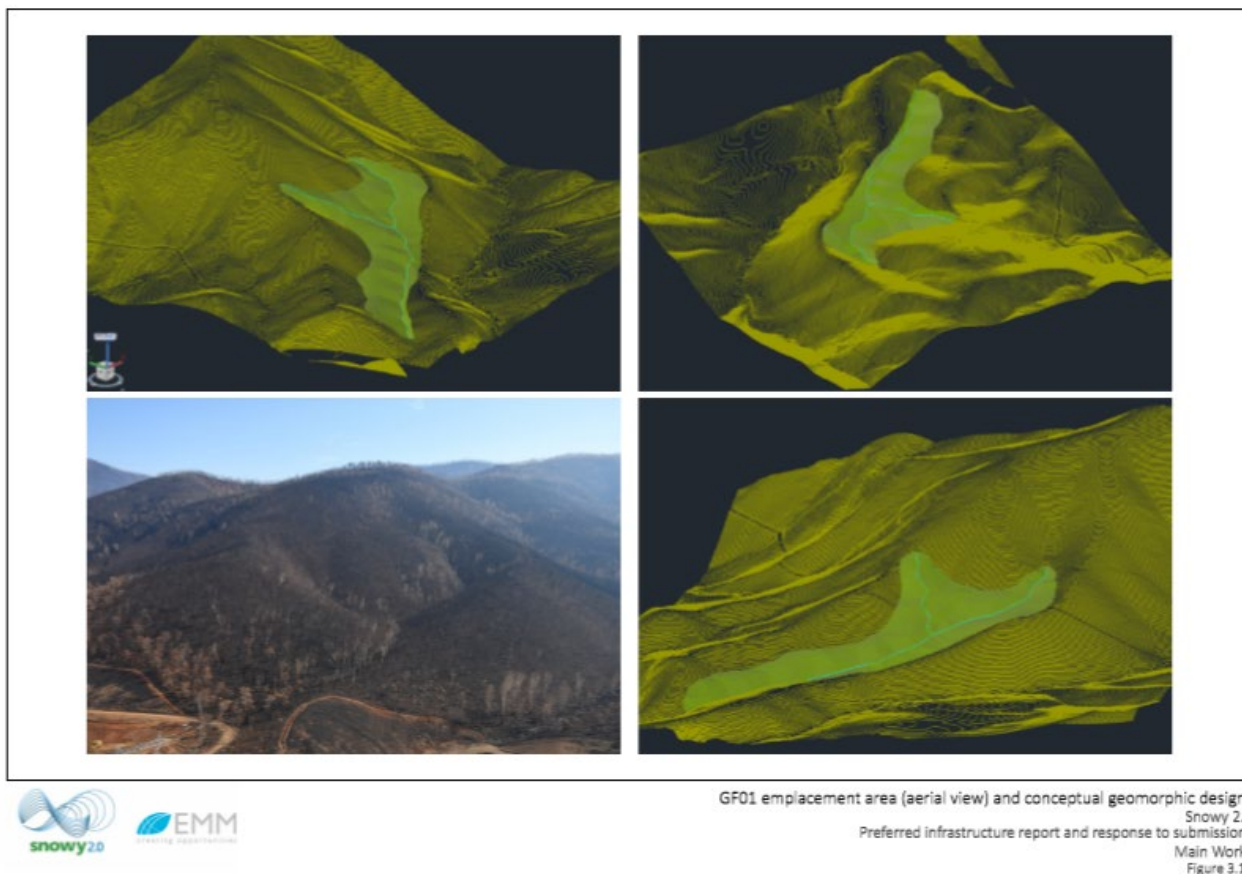 snowy2.0
EMM
creating opportunities
GF01 emplacement area (aerial view) and conceptual geomorphic design
Snowy 2.
Preferred infrastructure report and response to submission
Main Work
Figure 3.1